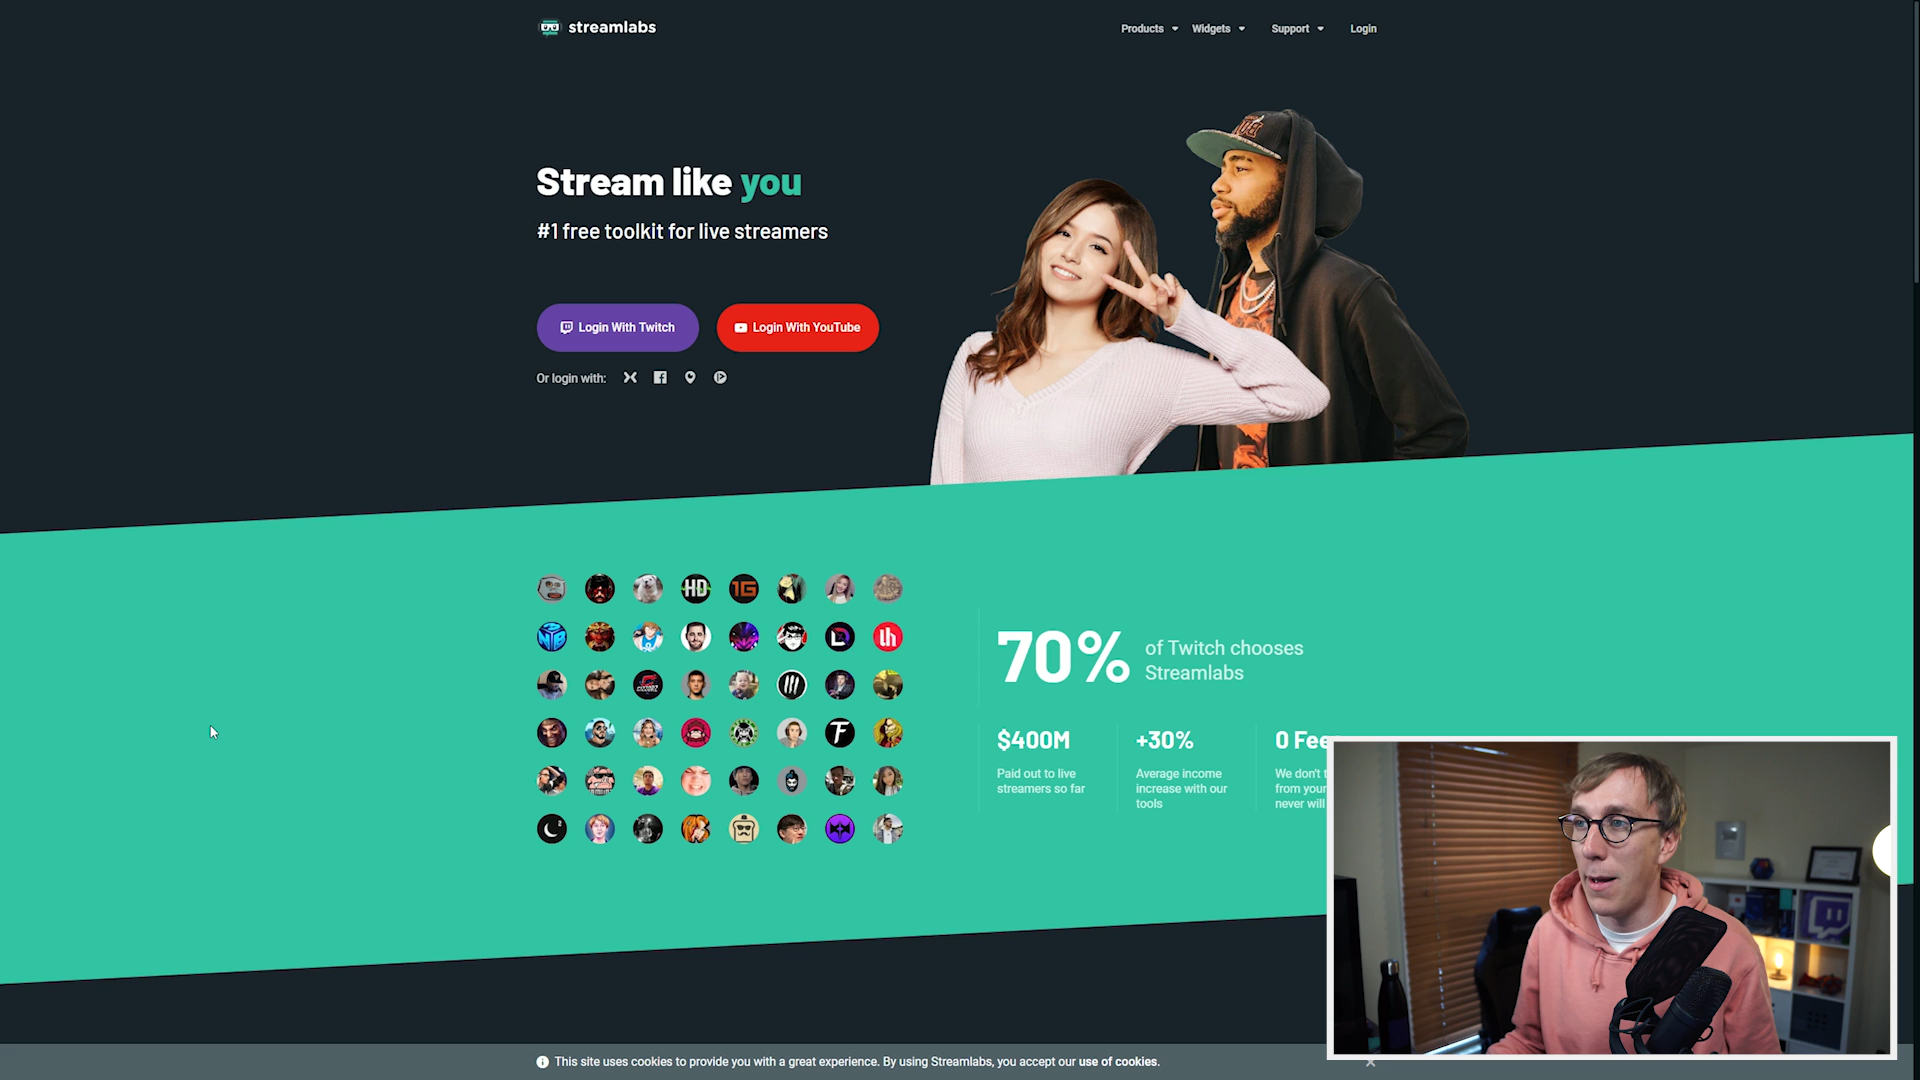 streamlabs
Products
Widgets
Support
Login
Stream like you
#1 free toolkit for live streamers
Login With Twitch
Login With YouTube
Or login with:
HD
1G
70%
of Twitch chooses
Streamlabs
$400M
Paid out to live
streamers so far
+30%
Average income
increase with our
tools
0 Fee
We don't t
from your
never will
This site uses cookies to provide you with a great experience. By using Streamlabs, you accept our use of cookies.